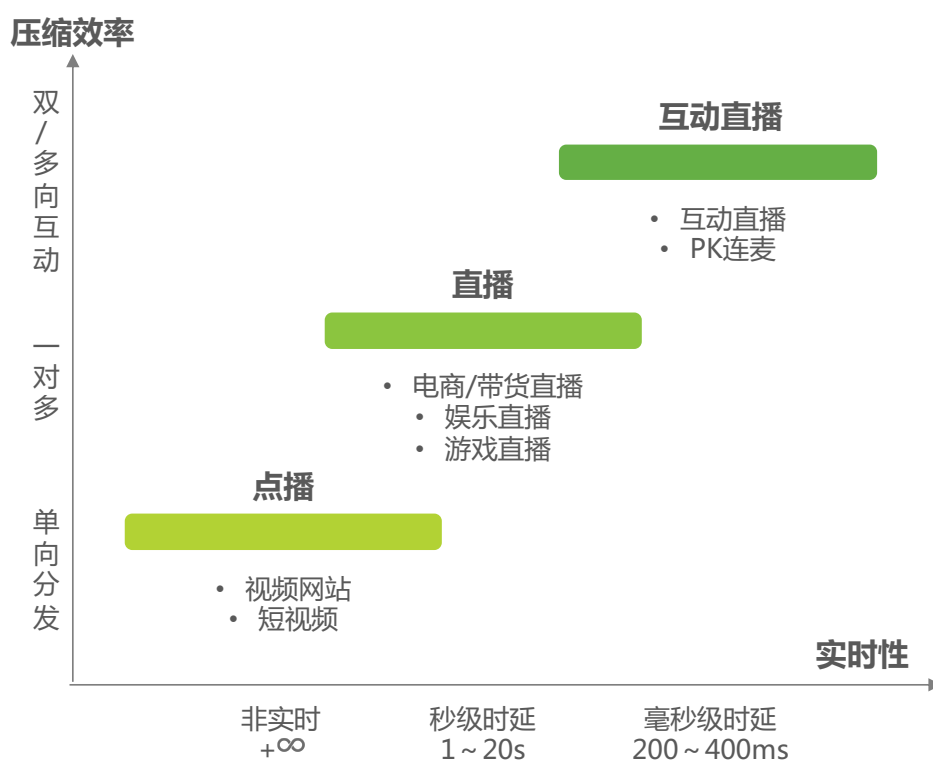 压缩效率
双/多向互动
互动直播
• 互动直播
• PK连麦
直播
一对多
• 电商/带货直播
• 娱乐直播
• 游戏直播
点播
单向分发
• 视频网站
• 短视频
实时性
非实时
+∞
秒级时延
1~20s
毫秒级时延
200~400ms